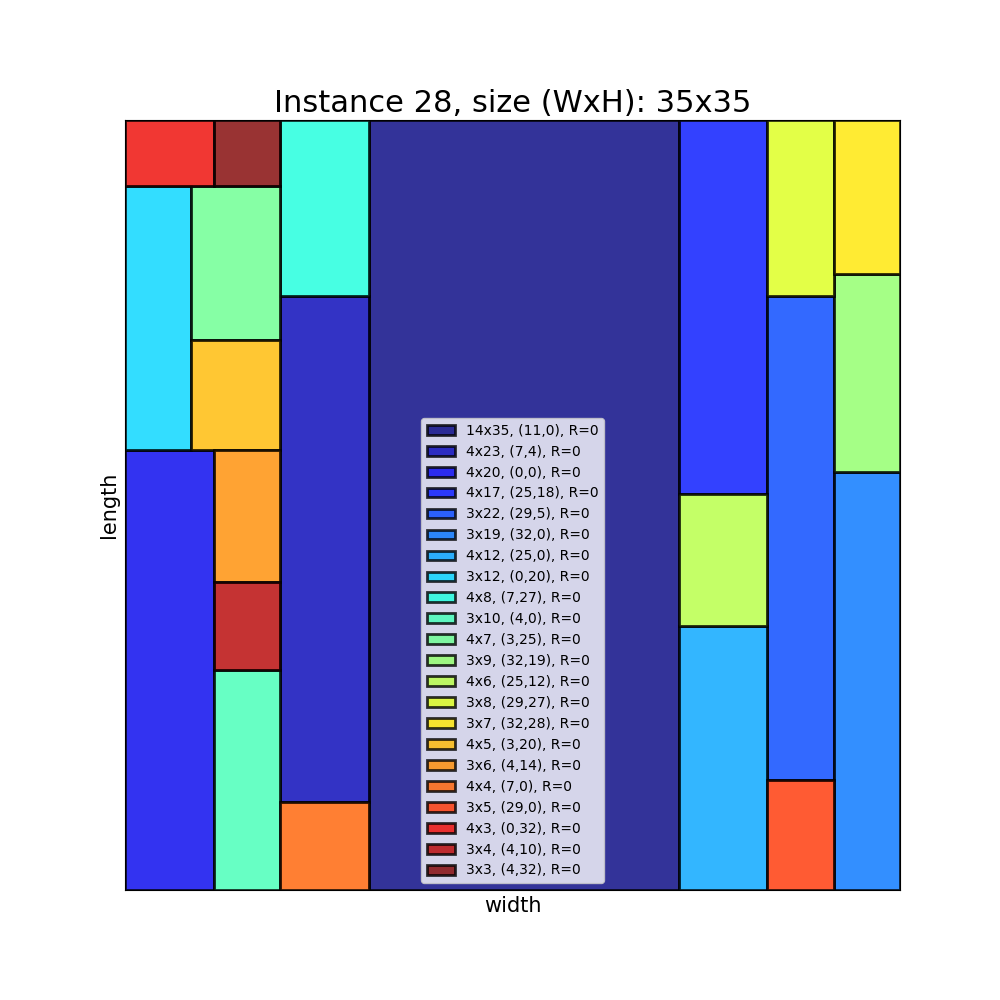 Instance 28, size (WxH): 35x35
length
14x35, (11,0), R=0
4x23, (7,4), R=0
4x20, (0,0), R=0
4x17, (25,18), R=0
3x22, (29,5), R=0
3x19, (32,0), R=0
4x12, (25,0), R=0
3x12, (0,20), R=0
4x8, (7,27), R=0
3x10, (4,0), R=0
4x7, (3,25), R=0
3x9, (32,19), R=0
4x6, (25,12), R=0
3x8, (29,27), R=0
3x7, (32,28), R=0
4x5, (3,20), R=0
3x6, (4,14), R=0
4x4, (7,0), R=0
3x5, (29,0), R=0
4x3, (0,32), R=0
3x4, (4,10), R=0
3x3, (4,32), R=0
width